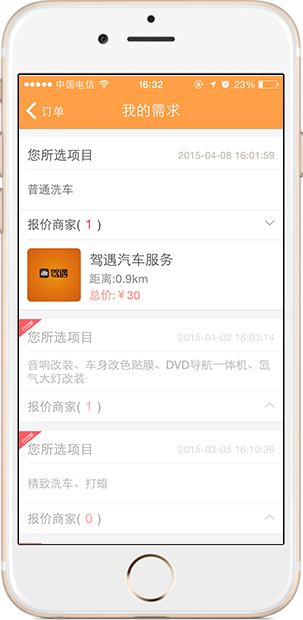 中国电信 16:32 23%
订单 我的需求
您所选项目 2015-04-08 16:01:59
普通洗车
报价商家( 1 )
驾遇
驾遇汽车服务
距离:0.9km
总价:￥30
您所选项目 2015-04-02 18:03:14
音响改装、车身改色贴膜、DVD导航一体机、氙
气大灯改装
报价商家( 1 )
您所选项目 2015-03-05 16:10:36
精致洗车、打蜡
报价商家( 0 )